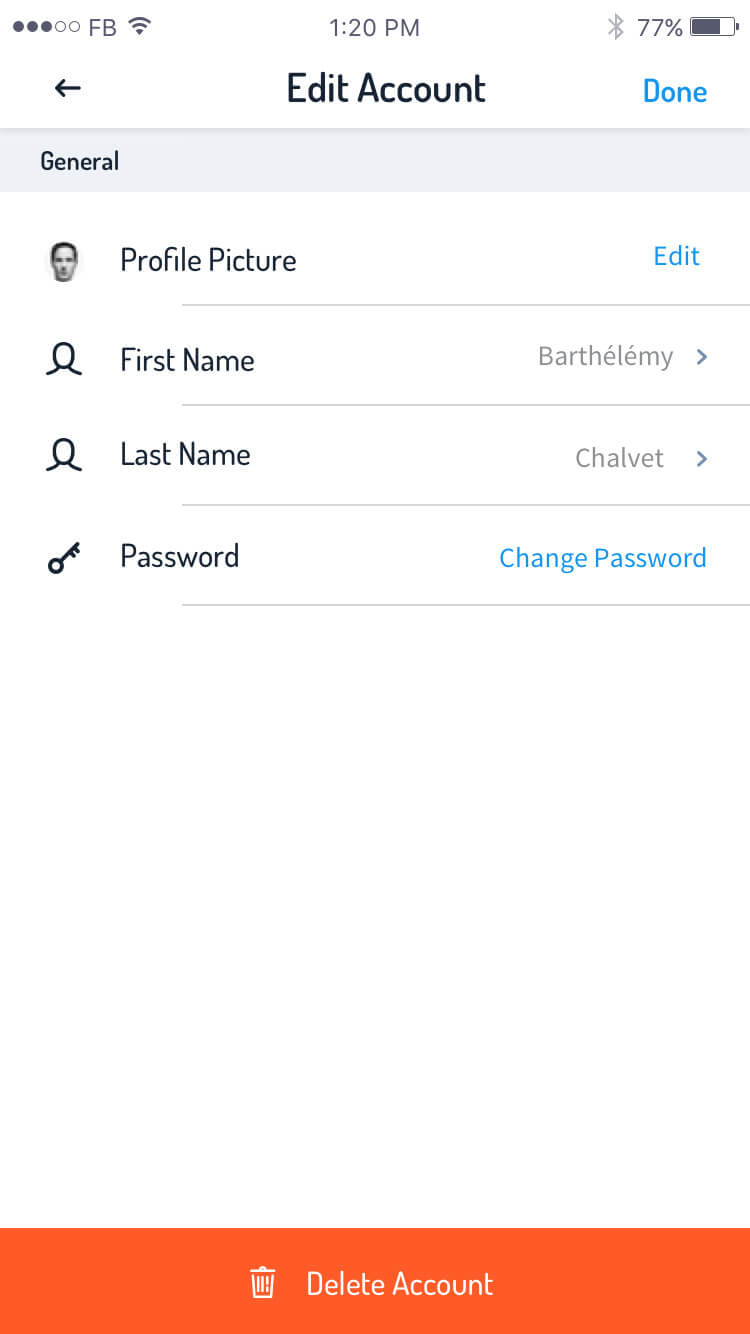 FB 1:20 PM 77%
Edit Account Done
General
Profile Picture Edit
First Name Barthélémy
Last Name Chalvet
Password Change Password
Delete Account